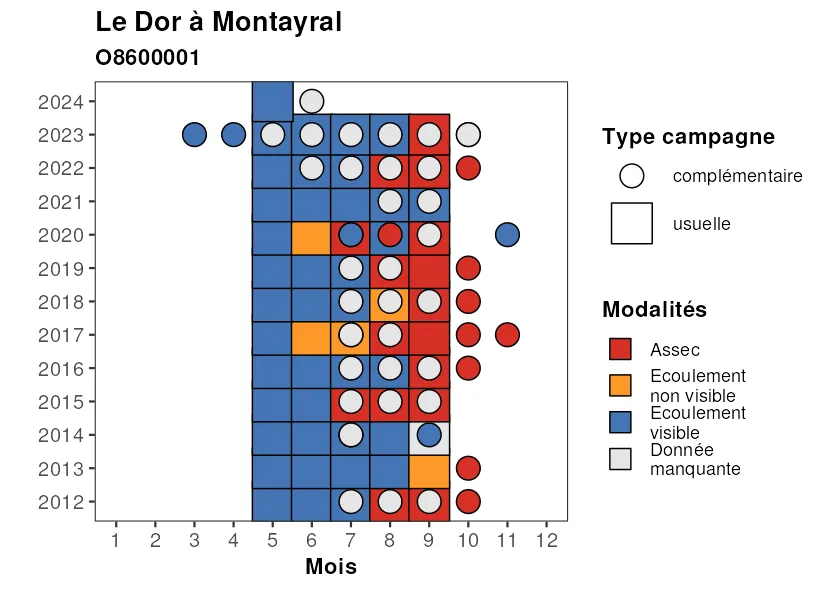 Le Dor à Montayral
O8600001
2024
2023
2022
2021
2020
2019
2018
2017
2016
2015
2014
2013
2012
1 2 3 4 5 6 7 8 9 10 11 12
Mois
Type campagne
complémentaire
usuelle
Modalités
Assec
Ecoulement
non visible
Ecoulement
visible
Donnée
manquante